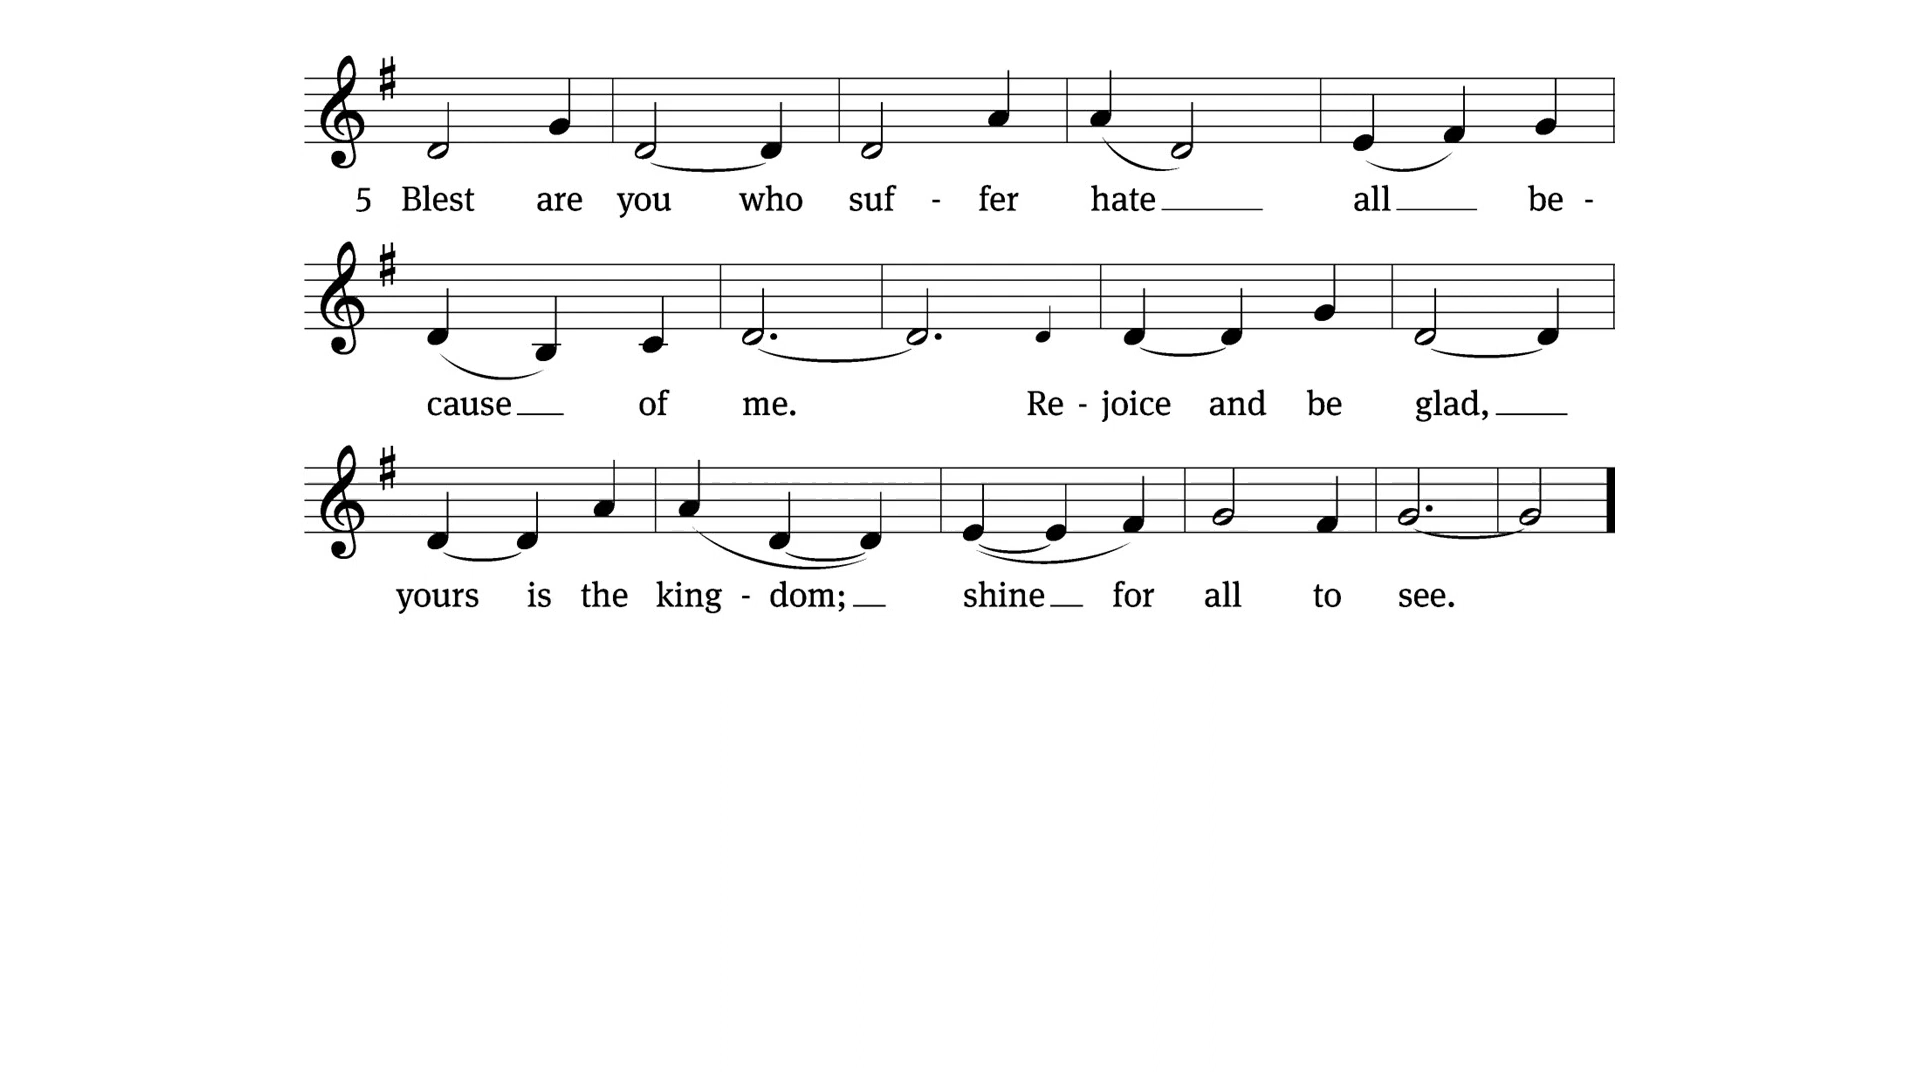 5 Blest are you who suf - fer hate all be -
cause of me. Re - joice and be glad,
yours is the king - dom; shine for all to see.